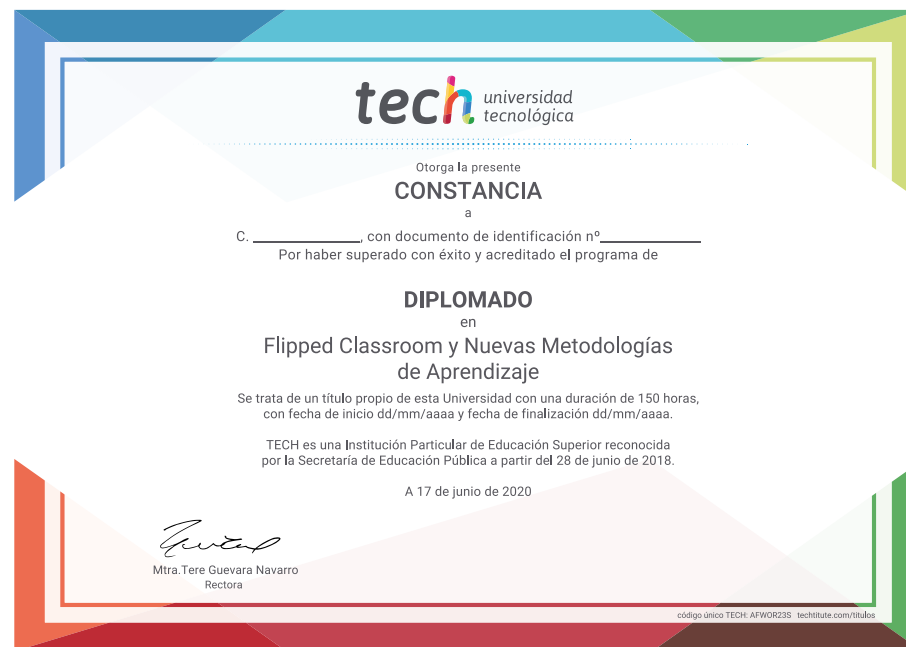 tech universidad
tecnológica
Otorga la presente
CONSTANCIA
a
C. ____________, con documento de identificación nº____________
Por haber superado con éxito y acreditado el programa de
DIPLOMADO
en
Flipped Classroom y Nuevas Metodologías
de Aprendizaje
Se trata de un título propio de esta Universidad con una duración de 150 horas,
con fecha de inicio dd/mm/aaaa y fecha de finalización dd/mm/aaaa.
TECH es una Institución Particular de Educación Superior reconocida
por la Secretaría de Educación Pública a partir del 28 de junio de 2018.
A 17 de junio de 2020
Mtra.Tere Guevara Navarro
Rectora
código único TECH: AFWOR23S techtitute.com/titulos